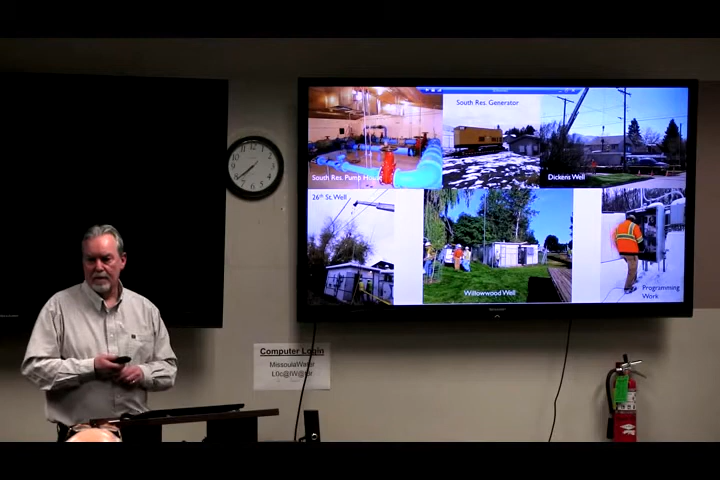 South Res. Generator
South Res. Pump House
Dickens Well
26th St. Well
Willowwood Well
Programming
Work
Computer Login
MissoulaWater